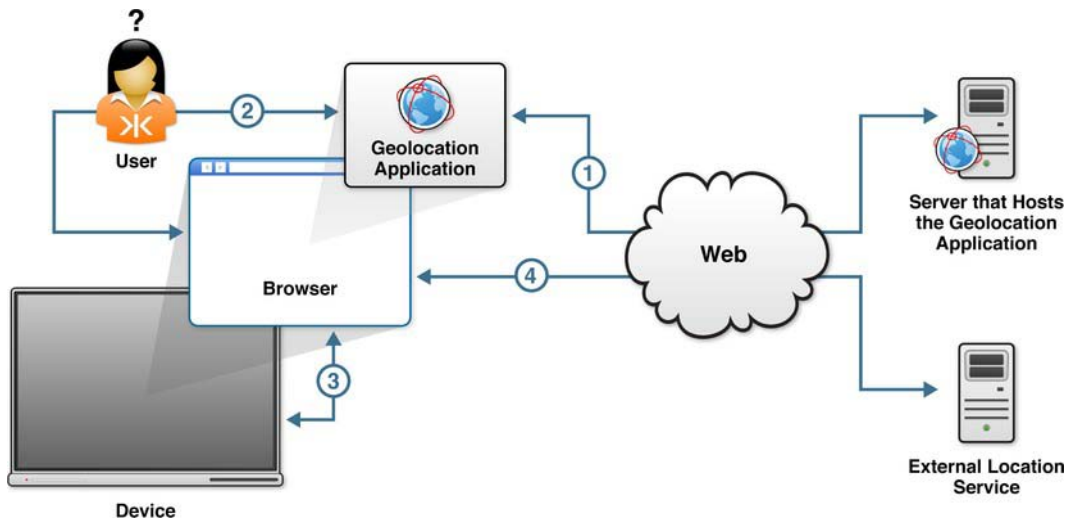 ?
2
User
Geolocation
Application
1
Server that Hosts
the Geolocation
Application
Web
4
Browser
3
External Location
Service
Device